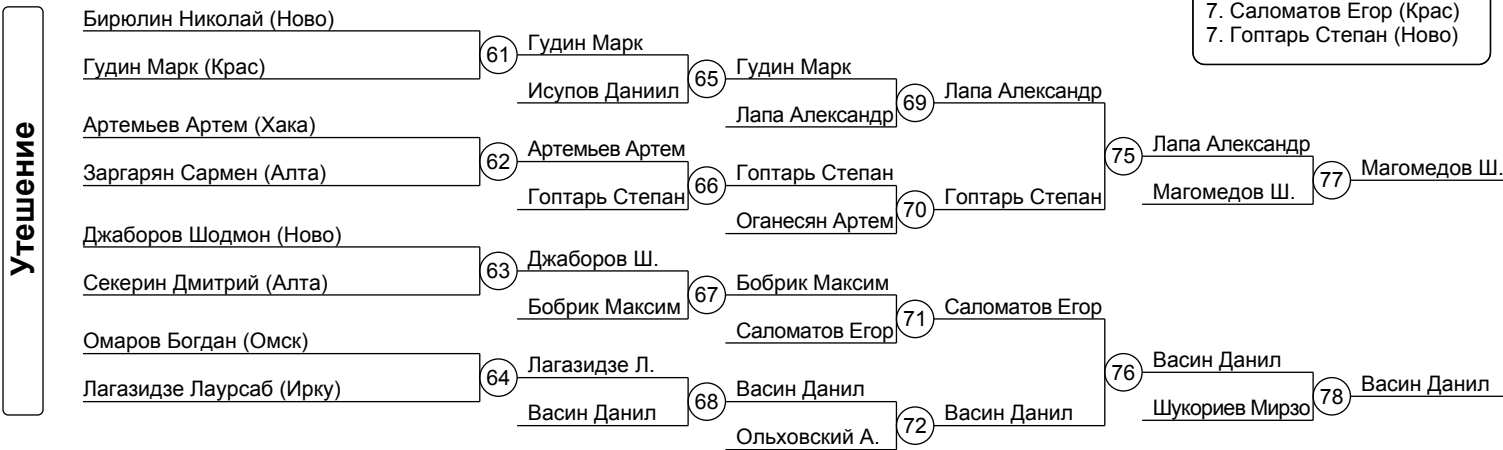 Утешение
7. Саломатов Егор (Крас)
7. Гоптарь Степан (Ново)
Бирюлин Николай (Ново)
Гудин Марк (Крас)
Артемьев Артем (Хака)
Заргарян Сармен (Алта)
Джаборов Шодмон (Ново)
Секерин Дмитрий (Алта)
Омаров Богдан (Омск)
Лагазидзе Лаурсаб (Ирку)
61
62
63
64
Гудин Марк
Исупов Даниил
Артемьев Артем
Гоптарь Степан
Джаборов Ш.
Бобрик Максим
Лагазидзе Л.
Васин Данил
65
66
67
68
Гудин Марк
Лапа Александр
Гоптарь Степан
Оганесян Артем
Бобрик Максим
Саломатов Егор
Васин Данил
Ольховский А.
69
70
71
72
Лапа Александр
Гоптарь Степан
Саломатов Егор
Васин Данил
75
76
Лапа Александр
Магомедов Ш.
Васин Данил
Шукориев Мирзо
77
78
Магомедов Ш.
Васин Данил